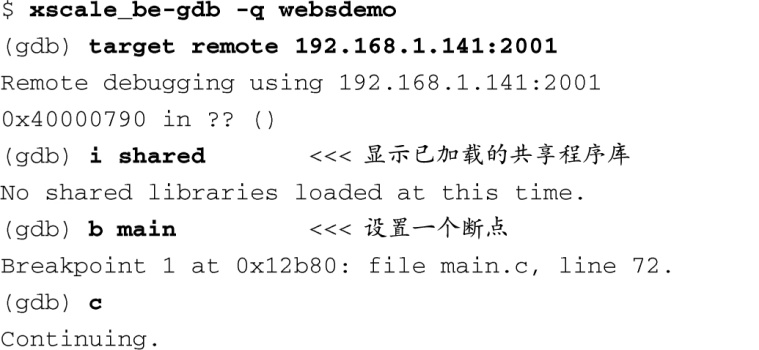 $ xscale_be-gdb -q websdemo
(gdb) target remote 192.168.1.141:2001
Remote debugging using 192.168.1.141:2001
0x40000790 in ?? ()
(gdb) i shared <<< 显示已加载的共享程序库
No shared libraries loaded at this time.
(gdb) b main <<< 设置一个断点
Breakpoint 1 at 0x12b80: file main.c, line 72.
(gdb) c
Continuing.